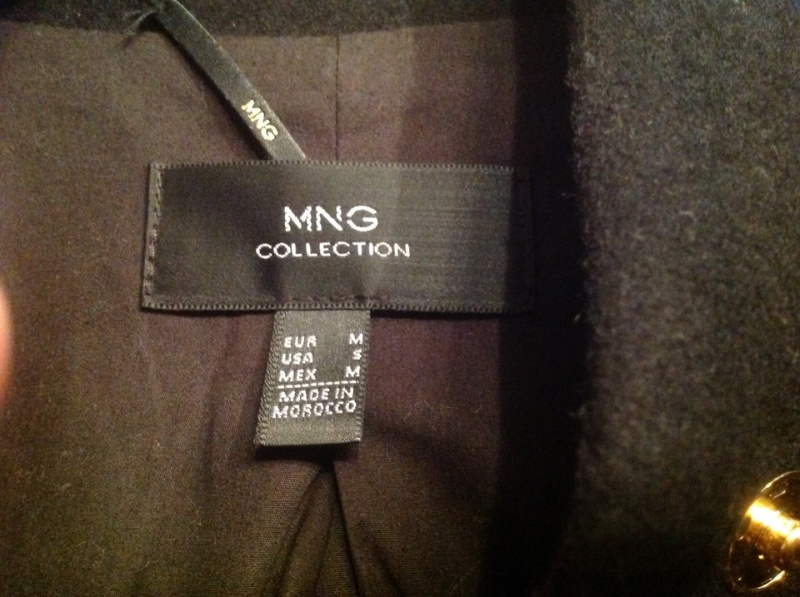 MNG
MNG
COLLECTION
EUR M
USA S
MEX M
MADE IN
MOROCCO